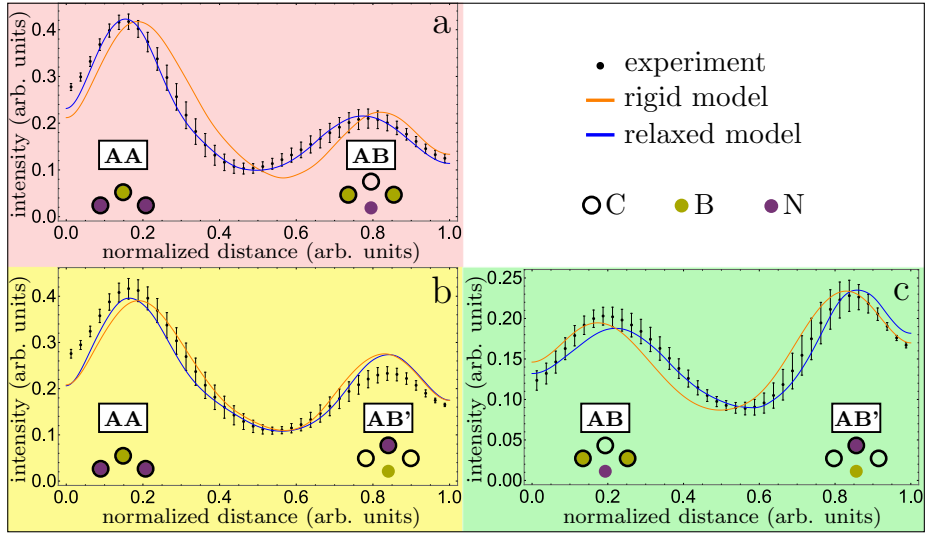 a
intensity (arb. units)
0.4
0.3
0.2
0.1
0.0
AA
AB
0.0 0.2 0.4 0.6 0.8 1.0
normalized distance (arb. units)
experiment
rigid model
relaxed model
C B N
b
intensity (arb. units)
0.4
0.3
0.2
0.1
0.0
AA
AB'
0.0 0.2 0.4 0.6 0.8 1.0
normalized distance (arb. units)
c
intensity (arb. units)
0.25
0.20
0.15
0.10
0.05
0.00
AB
AB'
0.0 0.2 0.4 0.6 0.8 1.0
normalized distance (arb. units)